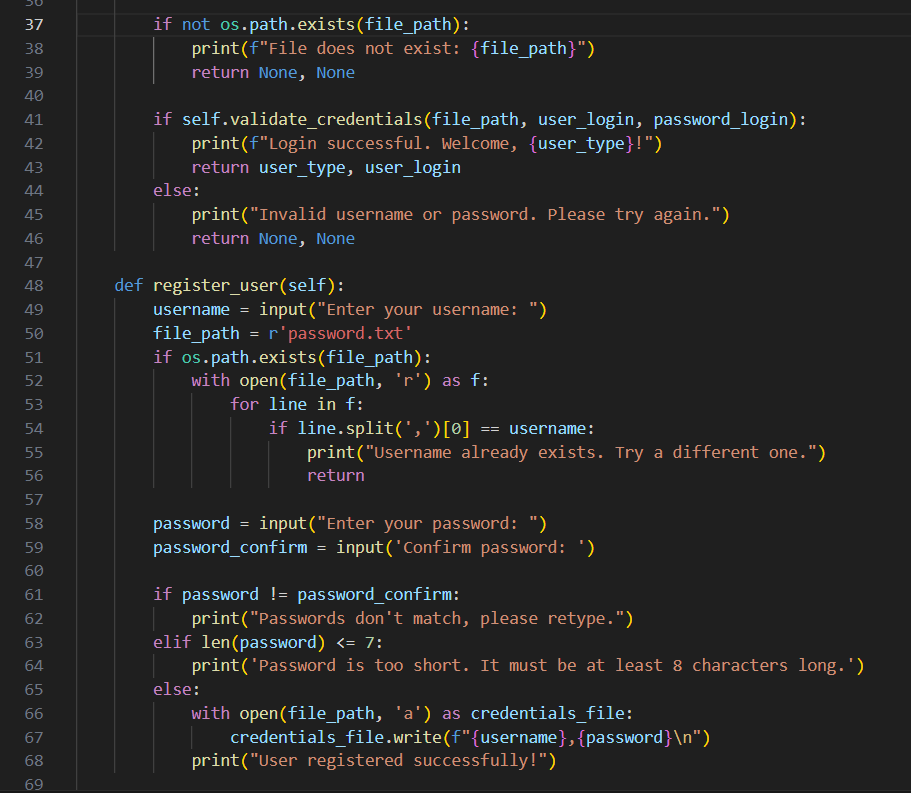 36
37 if not os.path.exists(file_path):
38 print(f"File does not exist: {file_path}")
39 return None, None
40
41 if self.validate_credentials(file_path, user_login, password_login):
42 print(f"Login successful. Welcome, {user_type}!")
43 return user_type, user_login
44 else:
45 print("Invalid username or password. Please try again.")
46 return None, None
47
48 def register_user(self):
49 username = input("Enter your username: ")
50 file_path = r'password.txt'
51 if os.path.exists(file_path):
52 with open(file_path, 'r') as f:
53 for line in f:
54 if line.split(',')[0] == username:
55 print("Username already exists. Try a different one.")
56 return
57
58 password = input("Enter your password: ")
59 password_confirm = input('Confirm password: ')
60
61 if password != password_confirm:
62 print("Passwords don't match, please retype.")
63 elif len(password) <= 7:
64 print('Password is too short. It must be at least 8 characters long.')
65 else:
66 with open(file_path, 'a') as credentials_file:
67 credentials_file.write(f"{username},{password}\n")
68 print("User registered successfully!")
69